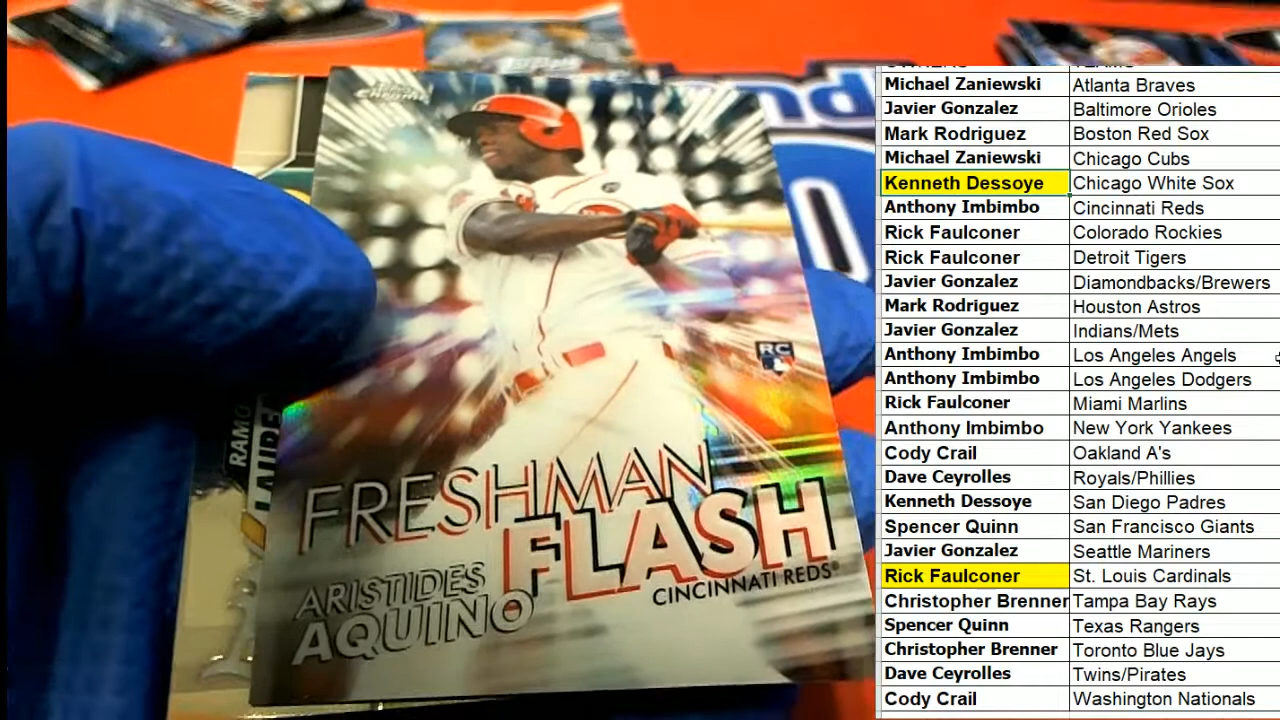 Topps
CHROME
RC
FRESHMAN
FLASH
ARISTIDES
AQUINO
CINCINNATI REDS
RAMO
Michael Zaniewski Atlanta Braves
Javier Gonzalez Baltimore Orioles
Mark Rodriguez Boston Red Sox
Michael Zaniewski Chicago Cubs
Kenneth Dessoye Chicago White Sox
Anthony Imbimbo Cincinnati Reds
Rick Faulconer Colorado Rockies
Rick Faulconer Detroit Tigers
Javier Gonzalez Diamondbacks/Brewers
Mark Rodriguez Houston Astros
Javier Gonzalez Indians/Mets
Anthony Imbimbo Los Angeles Angels
Anthony Imbimbo Los Angeles Dodgers
Rick Faulconer Miami Marlins
Anthony Imbimbo New York Yankees
Cody Crail Oakland A's
Dave Ceyrolles Royals/Phillies
Kenneth Dessoye San Diego Padres
Spencer Quinn San Francisco Giants
Javier Gonzalez Seattle Mariners
Rick Faulconer St. Louis Cardinals
Christopher Brenner Tampa Bay Rays
Spencer Quinn Texas Rangers
Christopher Brenner Toronto Blue Jays
Dave Ceyrolles Twins/Pirates
Cody Crail Washington Nationals